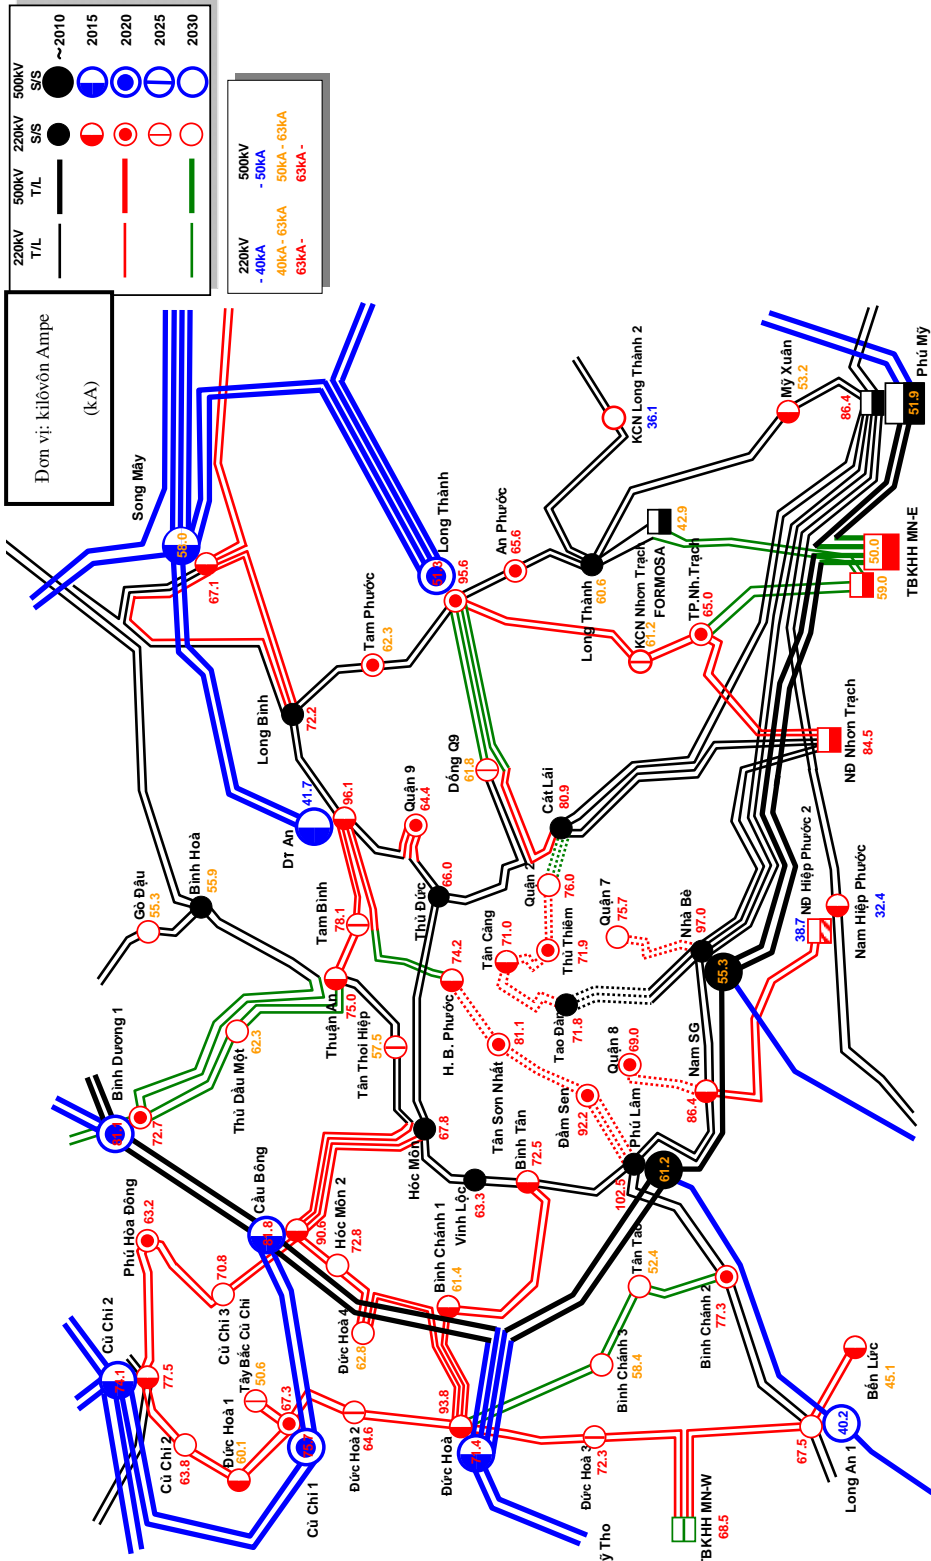 220kV T/L
500kV T/L
220kV S/S
500kV S/S
~2010
2015
2020
2025
2030
220kV
500kV
- 40kA
- 50kA
40kA - 63kA
50kA - 63kA
63kA -
63kA -
Đơn vị: kilôvôn Ampe
(kA)
Song Mây
58.0
67.1
Long Thành
95.6
An Phước
65.6
KCN Long Thành 2
36.1
Mỹ Xuân
53.2
86.4
Phú Mỹ
51.9
Tam Phước
62.3
Long Thành
60.6
FORMOSA
42.9
KCN Nhơn Trạch
61.2
TP.Nh.Trạch
65.0
50.0
59.0
TBKHH MN-E
Long Bình
72.2
DT An
41.7
96.1
Quận 9
64.4
Dồng Q9
61.8
Cát Lái
80.9
NĐ Nhơn Trạch
84.5
Gò Đậu
55.3
Bình Hoà
55.9
Tam Bình
78.1
Thủ Đức
66.0
Quận 2
76.0
Quận 7
75.7
Nhà Bè
97.0
55.3
NĐ Hiệp Phước 2
38.7
Nam Hiệp Phước
32.4
Thuận An
75.0
H. B. Phước
74.2
Tân Cảng
71.0
Thủ Thiêm
71.9
Tao Đàn
71.8
Bình Dương 1
72.7
Thủ Dầu Một
62.3
Tân Thới Hiệp
57.5
Tân Sơn Nhất
81.1
Đầm Sen
92.2
Quận 8
69.0
Nam SG
86.4
Phú Lâm
102.5
61.2
Hóc Môn
67.8
Vĩnh Lộc
63.3
Bình Tân
72.5
Phú Hòa Đông
63.2
Cầu Bông
90.6
Hóc Môn 2
72.8
Bình Chánh 1
61.4
Tân Tạo
52.4
Củ Chi 3
70.8
Đức Hoà 4
62.8
Bình Chánh 3
58.4
Bình Chánh 2
77.3
Bến Lức
45.1
Củ Chi 2
74.1
77.5
Củ Chi 2
63.8
Đức Hoà 1
60.1
Tây Bắc Củ Chi
50.6
67.3
Củ Chi 1
Đức Hoà 2
64.6
Đức Hoà
93.8
71.4
Đức Hoà 3
72.3
67.5
40.2
Long An 1
TBKHH MN-W
68.5
ỹ Tho